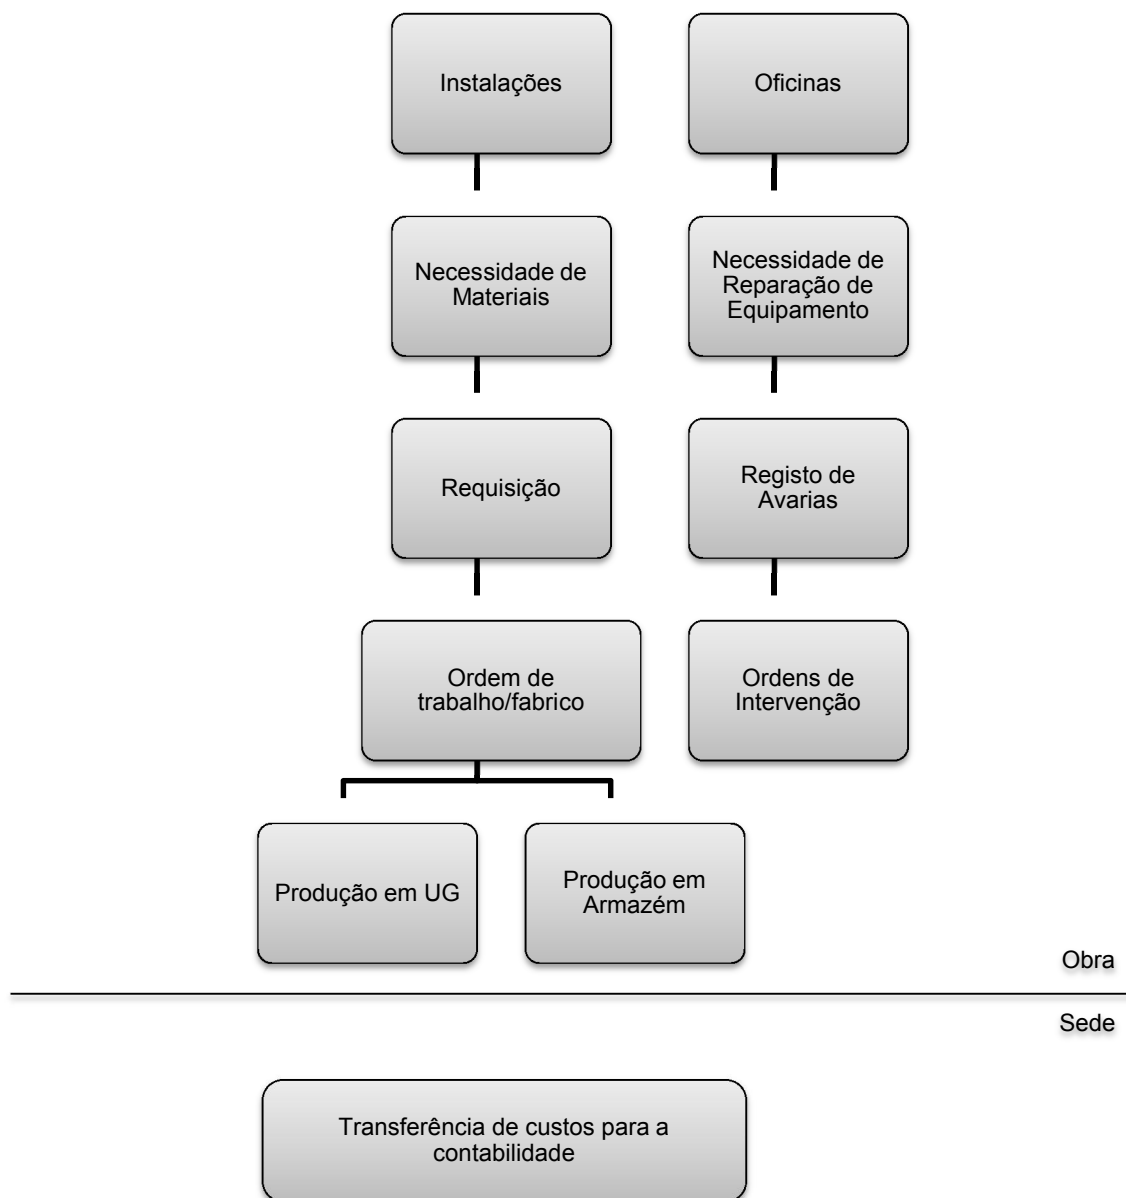 Instalações
Oficinas
Necessidade de
Materiais
Necessidade de
Reparação de
Equipamento
Requisição
Registo de
Avarias
Ordem de
trabalho/fabrico
Ordens de
Intervenção
Produção em UG
Produção em
Armazém
Obra
Sede
Transferência de custos para a
contabilidade